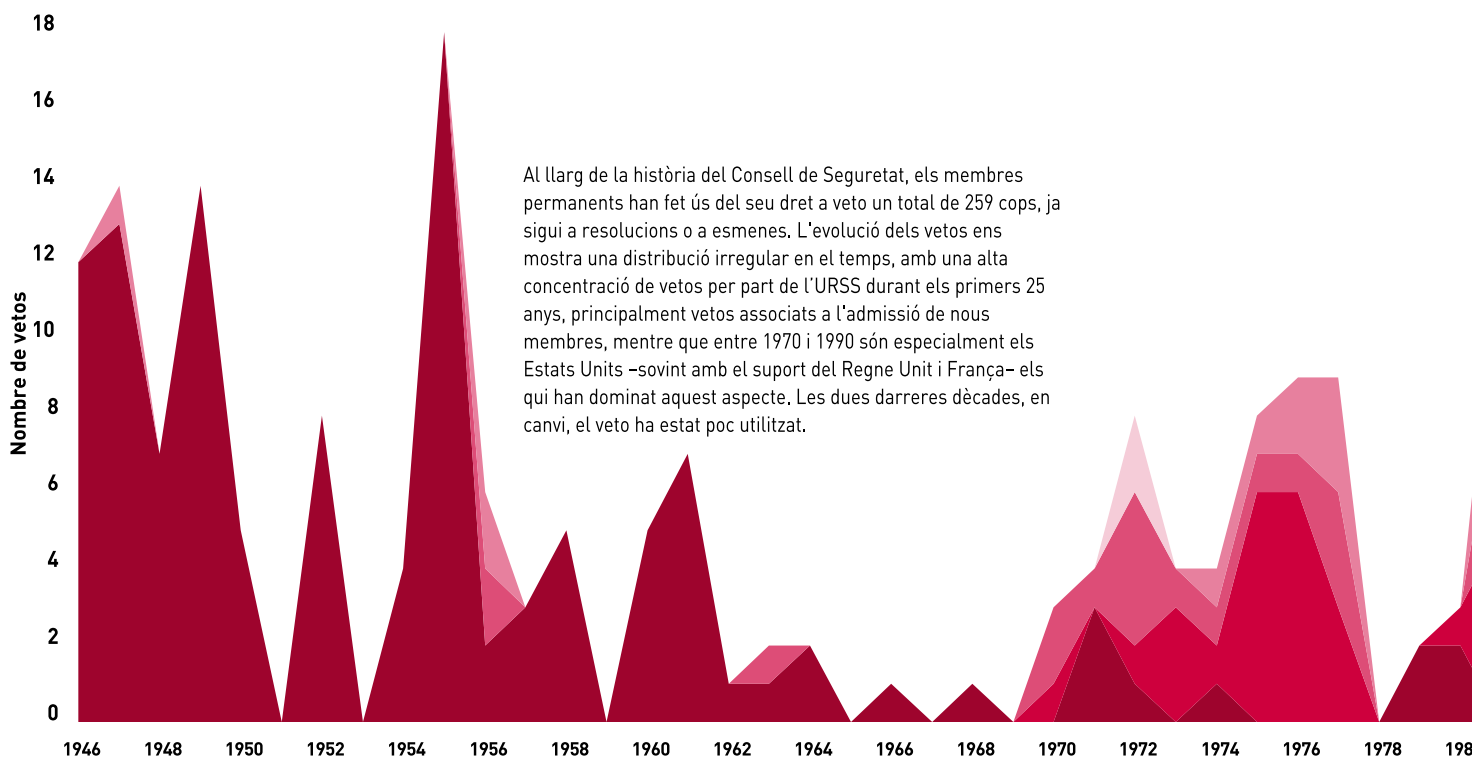 18
16
14
12
10
8
6
4
2
0
Nombre de vetos
Al llarg de la història del Consell de Seguretat, els membres
permanents han fet ús del seu dret a veto un total de 259 cops, ja
sigui a resolucions o a esmenes. L'evolució dels vetos ens
mostra una distribució irregular en el temps, amb una alta
concentració de vetos per part de l'URSS durant els primers 25
anys, principalment vetos associats a l'admissió de nous
membres, mentre que entre 1970 i 1990 són especialment els
Estats Units –sovint amb el suport del Regne Unit i França– els
qui han dominat aquest aspecte. Les dues darreres dècades, en
canvi, el veto ha estat poc utilitzat.
1946 1948 1950 1952 1954 1956 1958 1960 1962 1964 1966 1968 1970 1972 1974 1976 1978